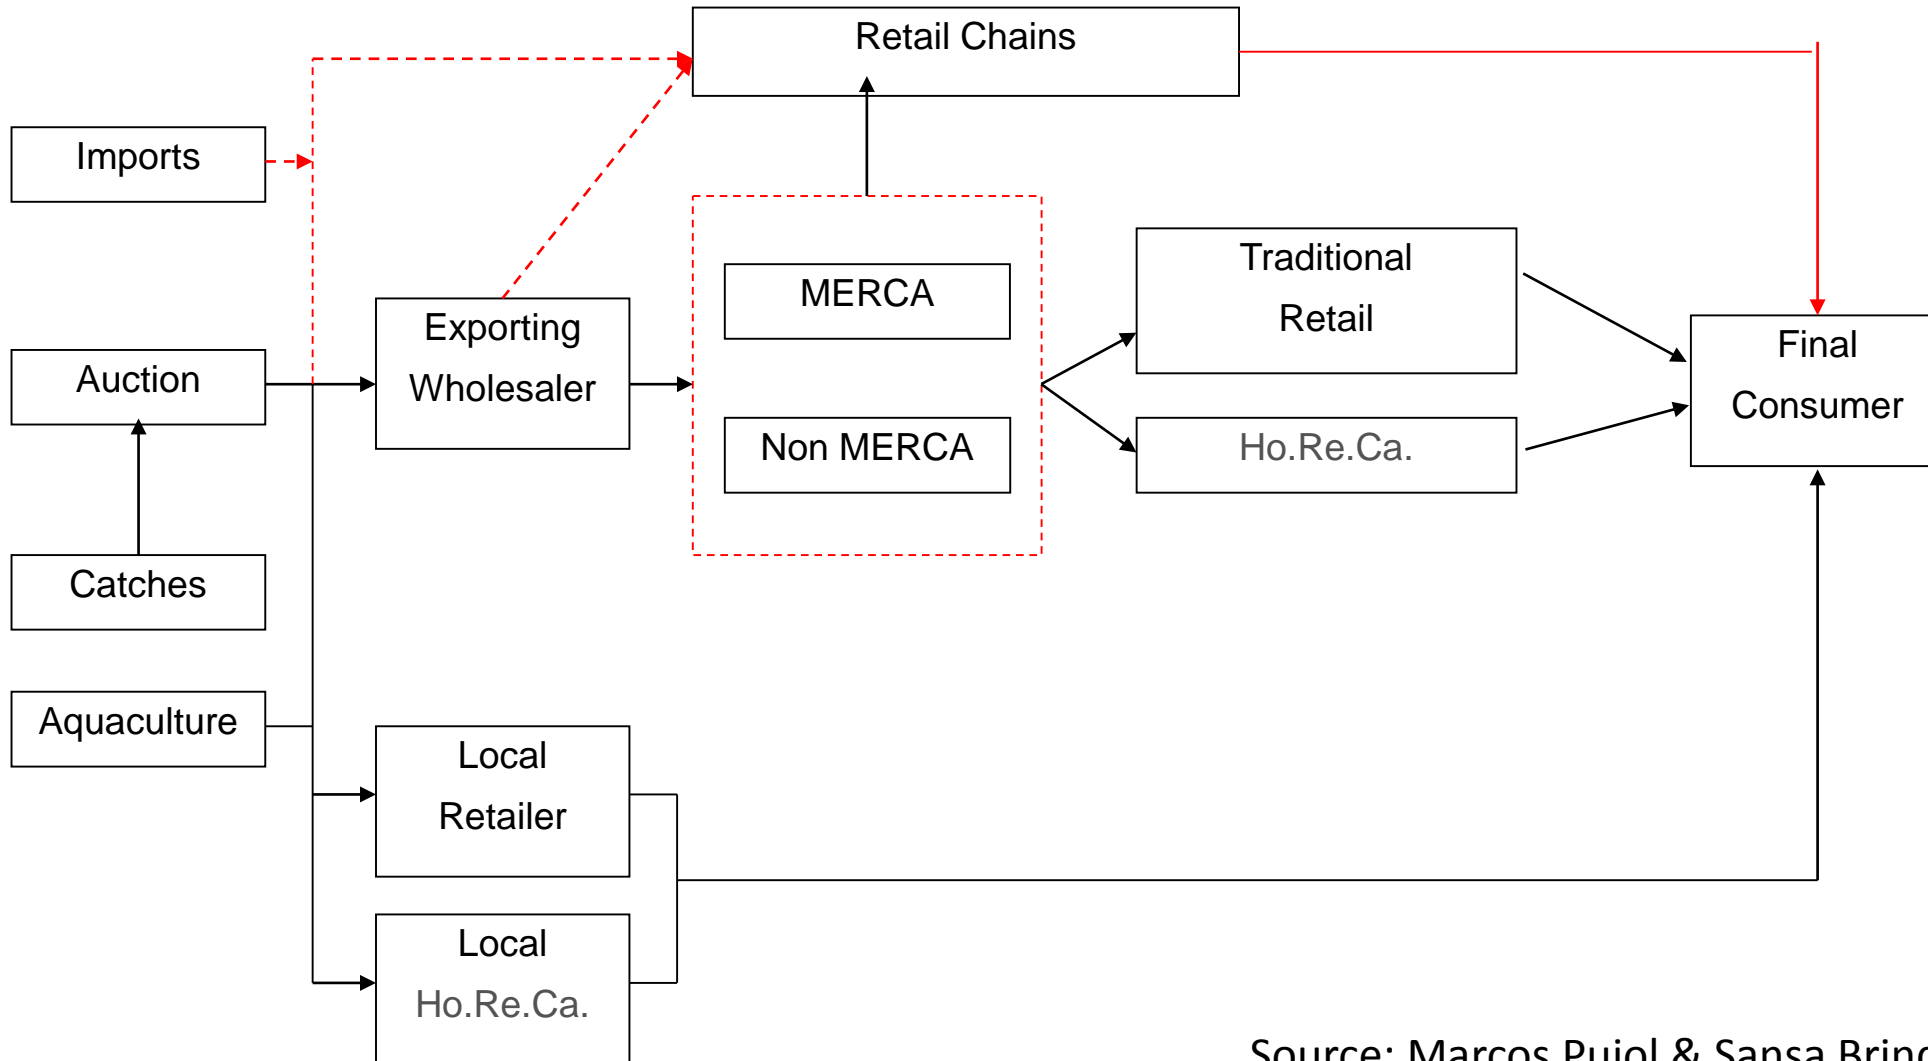 Retail Chains
Imports
MERCA
Traditional
Retail
Exporting
Wholesaler
Final
Consumer
Auction
Non MERCA
Ho.Re.Ca.
Catches
Aquaculture
Local
Retailer
Local
Ho.Re.Ca.
Source: Marcos Pujol & Sansa Brinq